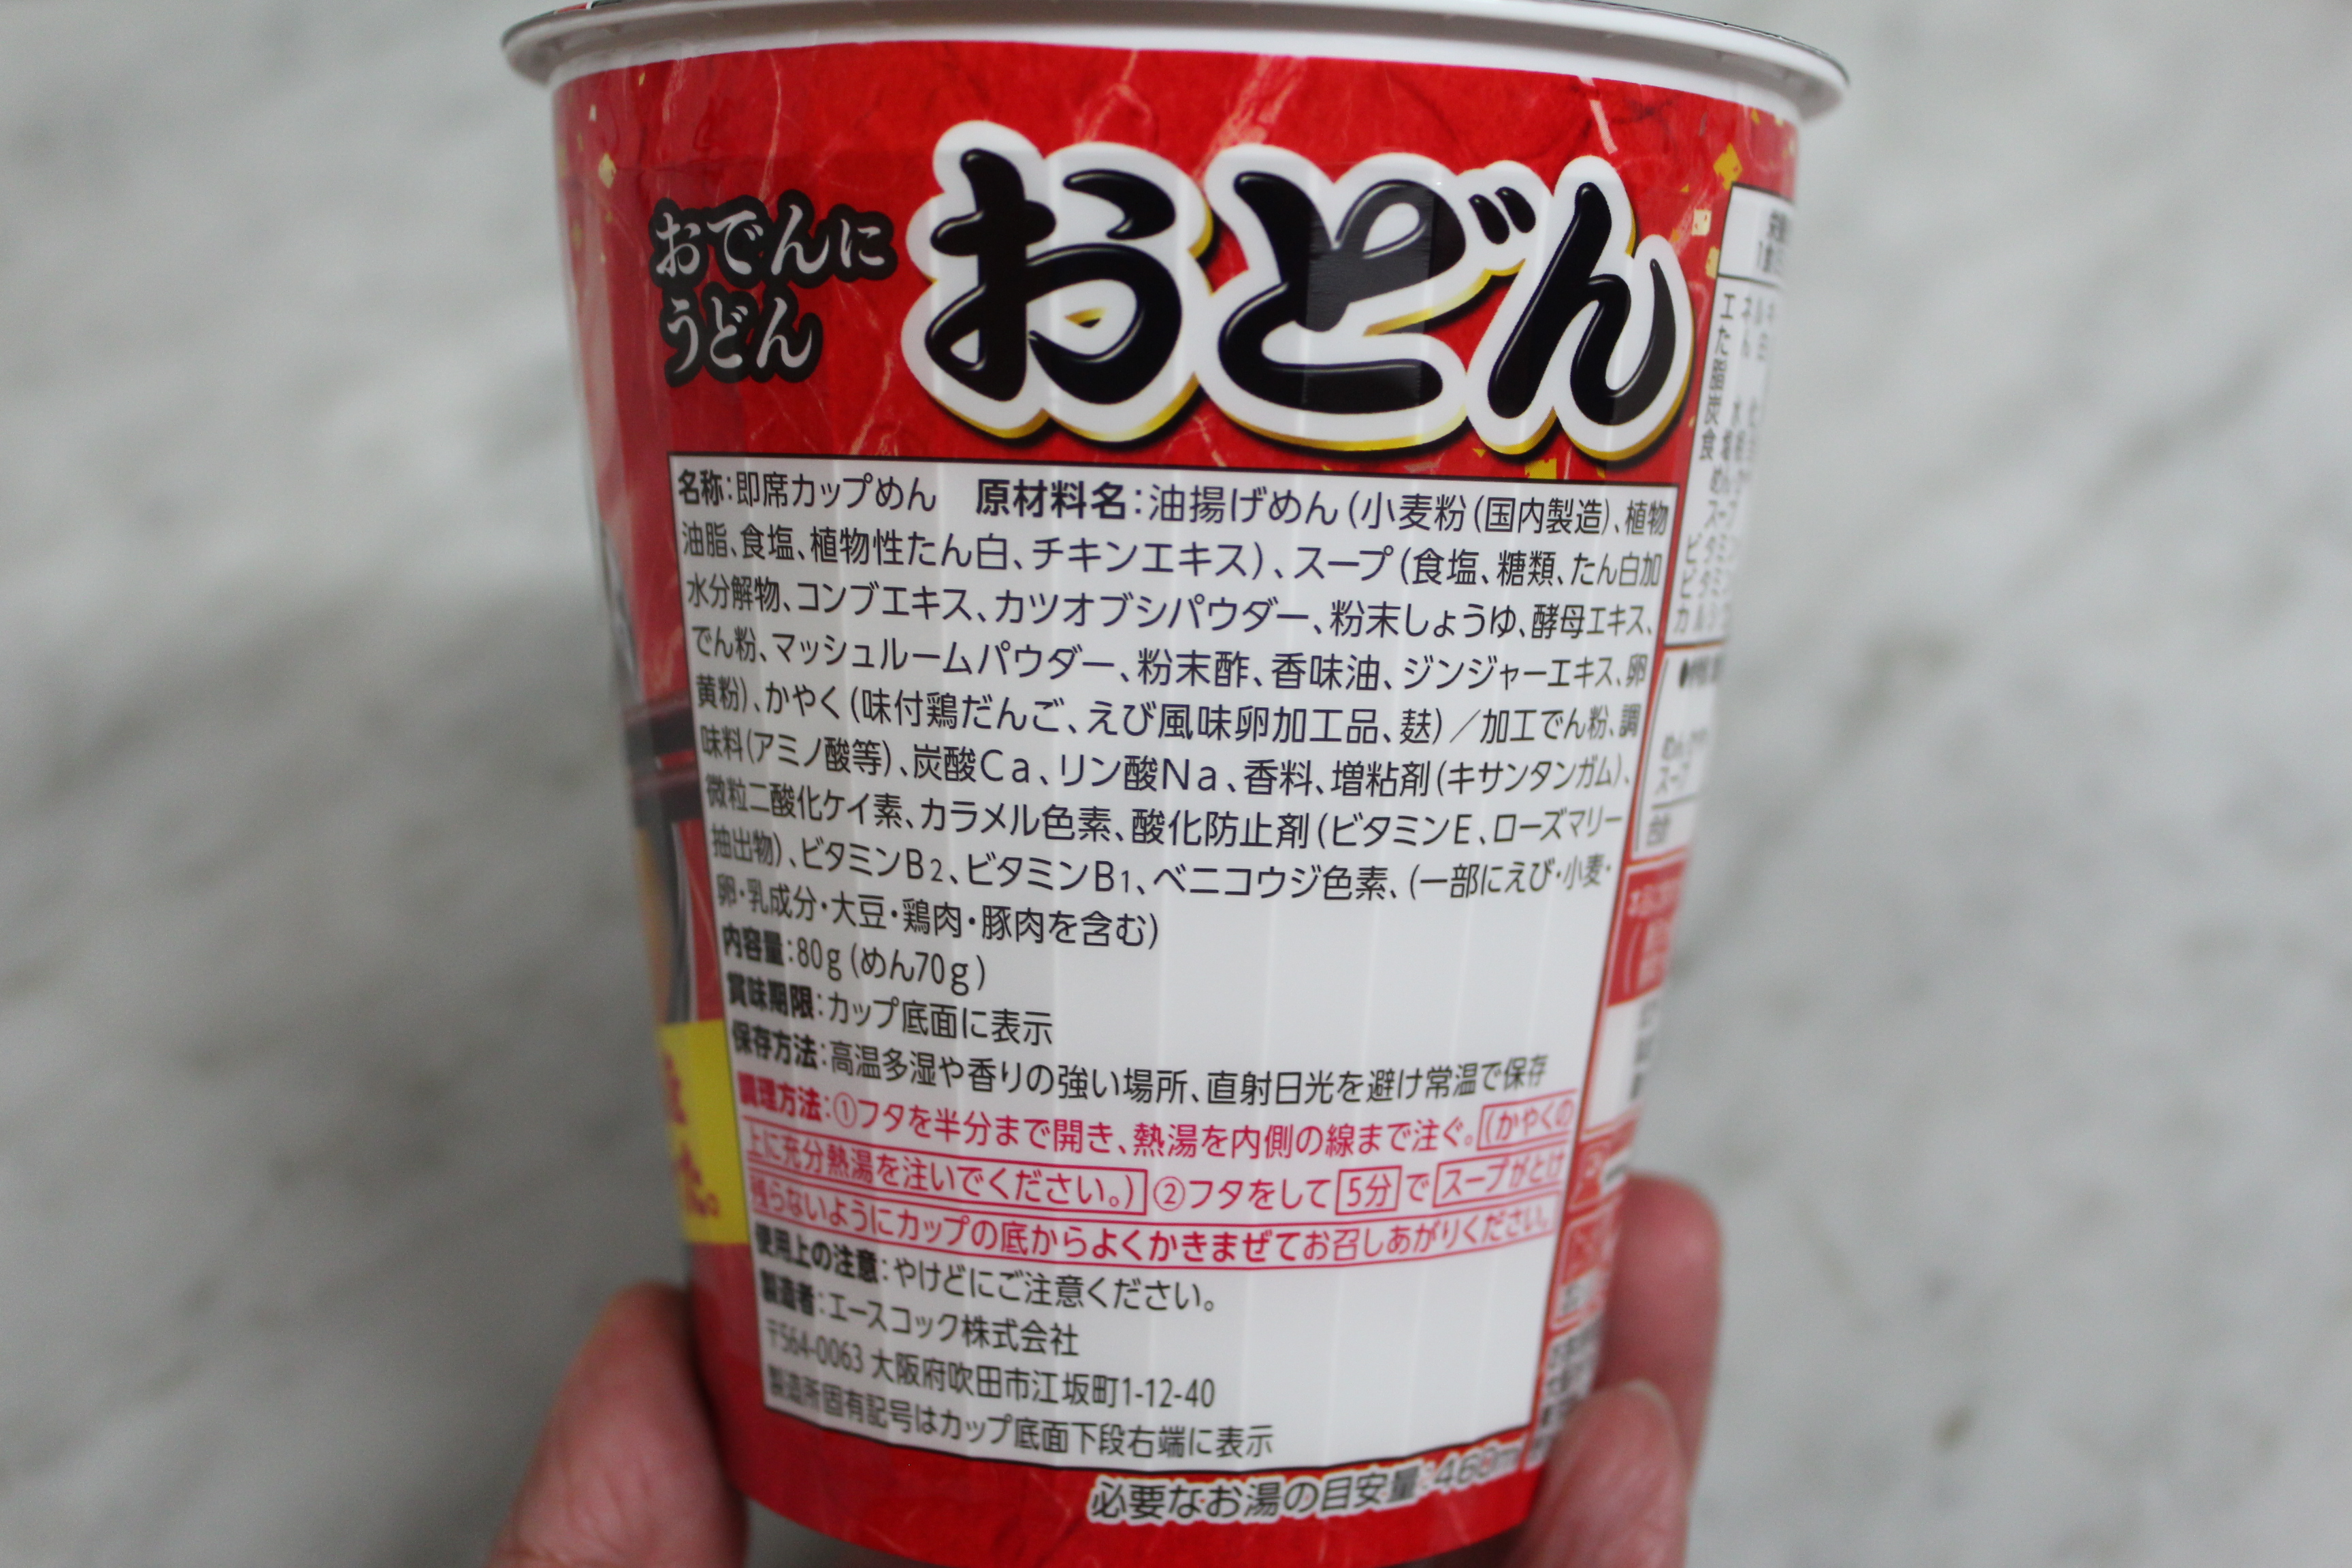 おでんに
うどん
おどん
名称:即席カップめん 原材料名:油揚げめん(小麦粉(国内製造)、植物
油脂、食塩、植物性たん白、チキンエキス)、スープ(食塩、糖類、たん白加
水分解物、コンブエキス、カツオブシパウダー、粉末しょうゆ、酵母エキス、
でん粉、マッシュルームパウダー、粉末酢、香味油、ジンジャーエキス、卵
黄粉)、かやく(味付鶏だんご、えび風味卵加工品、麸)/加工でん粉、調
味料(アミノ酸等)、炭酸Ca、リン酸Na、香料、増粘剤(キサンタンガム)、
微粒二酸化ケイ素、カラメル色素、酸化防止剤(ビタミンE、ローズマリー
抽出物)、ビタミンB2、ビタミンB1、ベニコウジ色素、(一部にえび・小麦・
卵・乳成分・大豆・鶏肉・豚肉を含む)
内容量:80g(めん70g)
賞味期限:カップ底面に表示
保存方法:高温多湿や香りの強い場所、直射日光を避け常温で保存
調理方法:①フタを半分まで開き、熱湯を内側の線まで注ぐ。(かやくの
上に充分熱湯を注いでください。)②フタをして5分でスープがとけ
残らないようにカップの底からよくかきまぜてお召しあがりください。
使用上の注意:やけどにご注意ください。
製造者:エースコック株式会社
〒564-0063 大阪府吹田市江坂町1-12-40
製造所固有記号はカップ底面下段右端に表示
必要なお湯の目安量:460ml